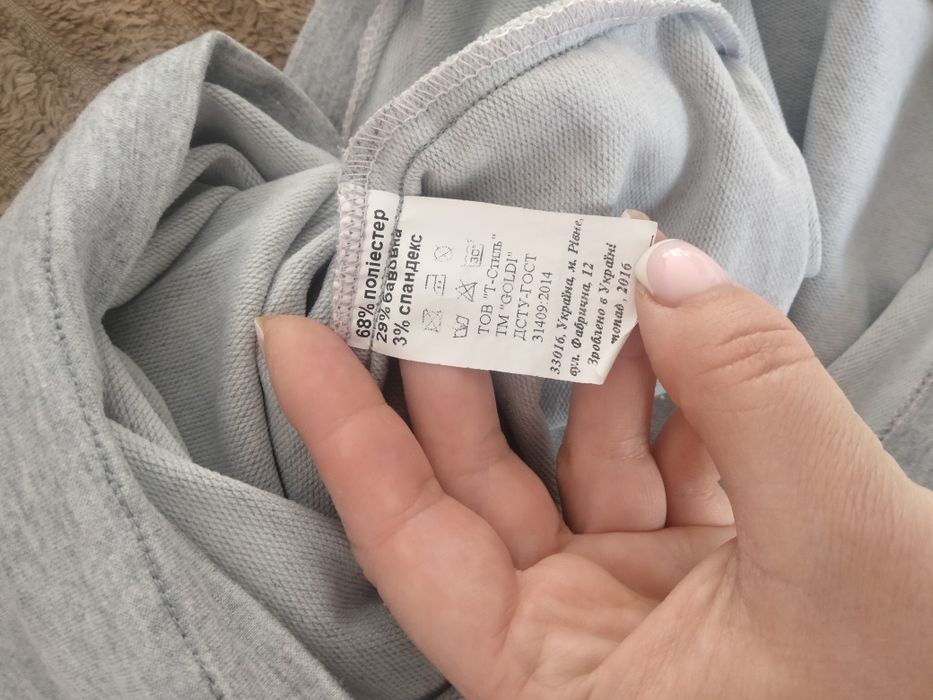 68% поліестер
29% бавовна
3% спандекс
30°
ТОВ "Т-Стиль"
ТМ"GOLDI"
ДСТУ-ГОСТ
31409:2014
33016, Україна, м. Рівне,
вул. Фабрична, 12
Зроблено в Україні
2016